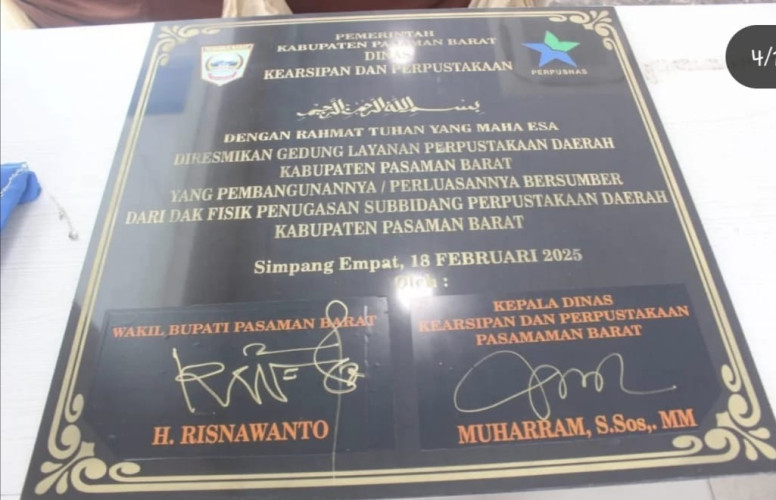 PEMERINTAH
KABUPATEN PASAMAN BARAT
DINAS
KEARSIPAN DAN PERPUSTAKAAN
PERPUSNAS
بسم الله الرحمن الرحيم
DENGAN RAHMAT TUHAN YANG MAHA ESA
DIRESMIKAN GEDUNG LAYANAN PERPUSTAKAAN DAERAH
KABUPATEN PASAMAN BARAT
YANG PEMBANGUNANNYA / PERLUASANNYA BERSUMBER
DARI DAK FISIK PENUGASAN SUBBIDANG PERPUSTAKAAN DAERAH
KABUPATEN PASAMAN BARAT
Simpang Empat, 18 FEBRUARI 2025
Oleh :
WAKIL BUPATI PASAMAN BARAT
H. RISNAWANTO
KEPALA DINAS
KEARSIPAN DAN PERPUSTAKAAN
PASAMAMAN BARAT
MUHARRAM, S.Sos,. MM